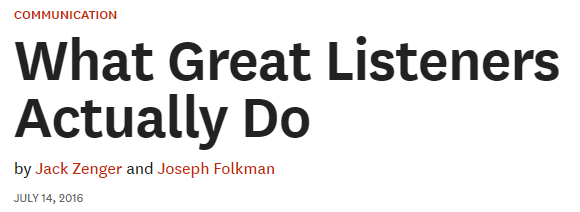 COMMUNICATION
What Great Listeners
Actually Do
by Jack Zenger and Joseph Folkman
JULY 14, 2016